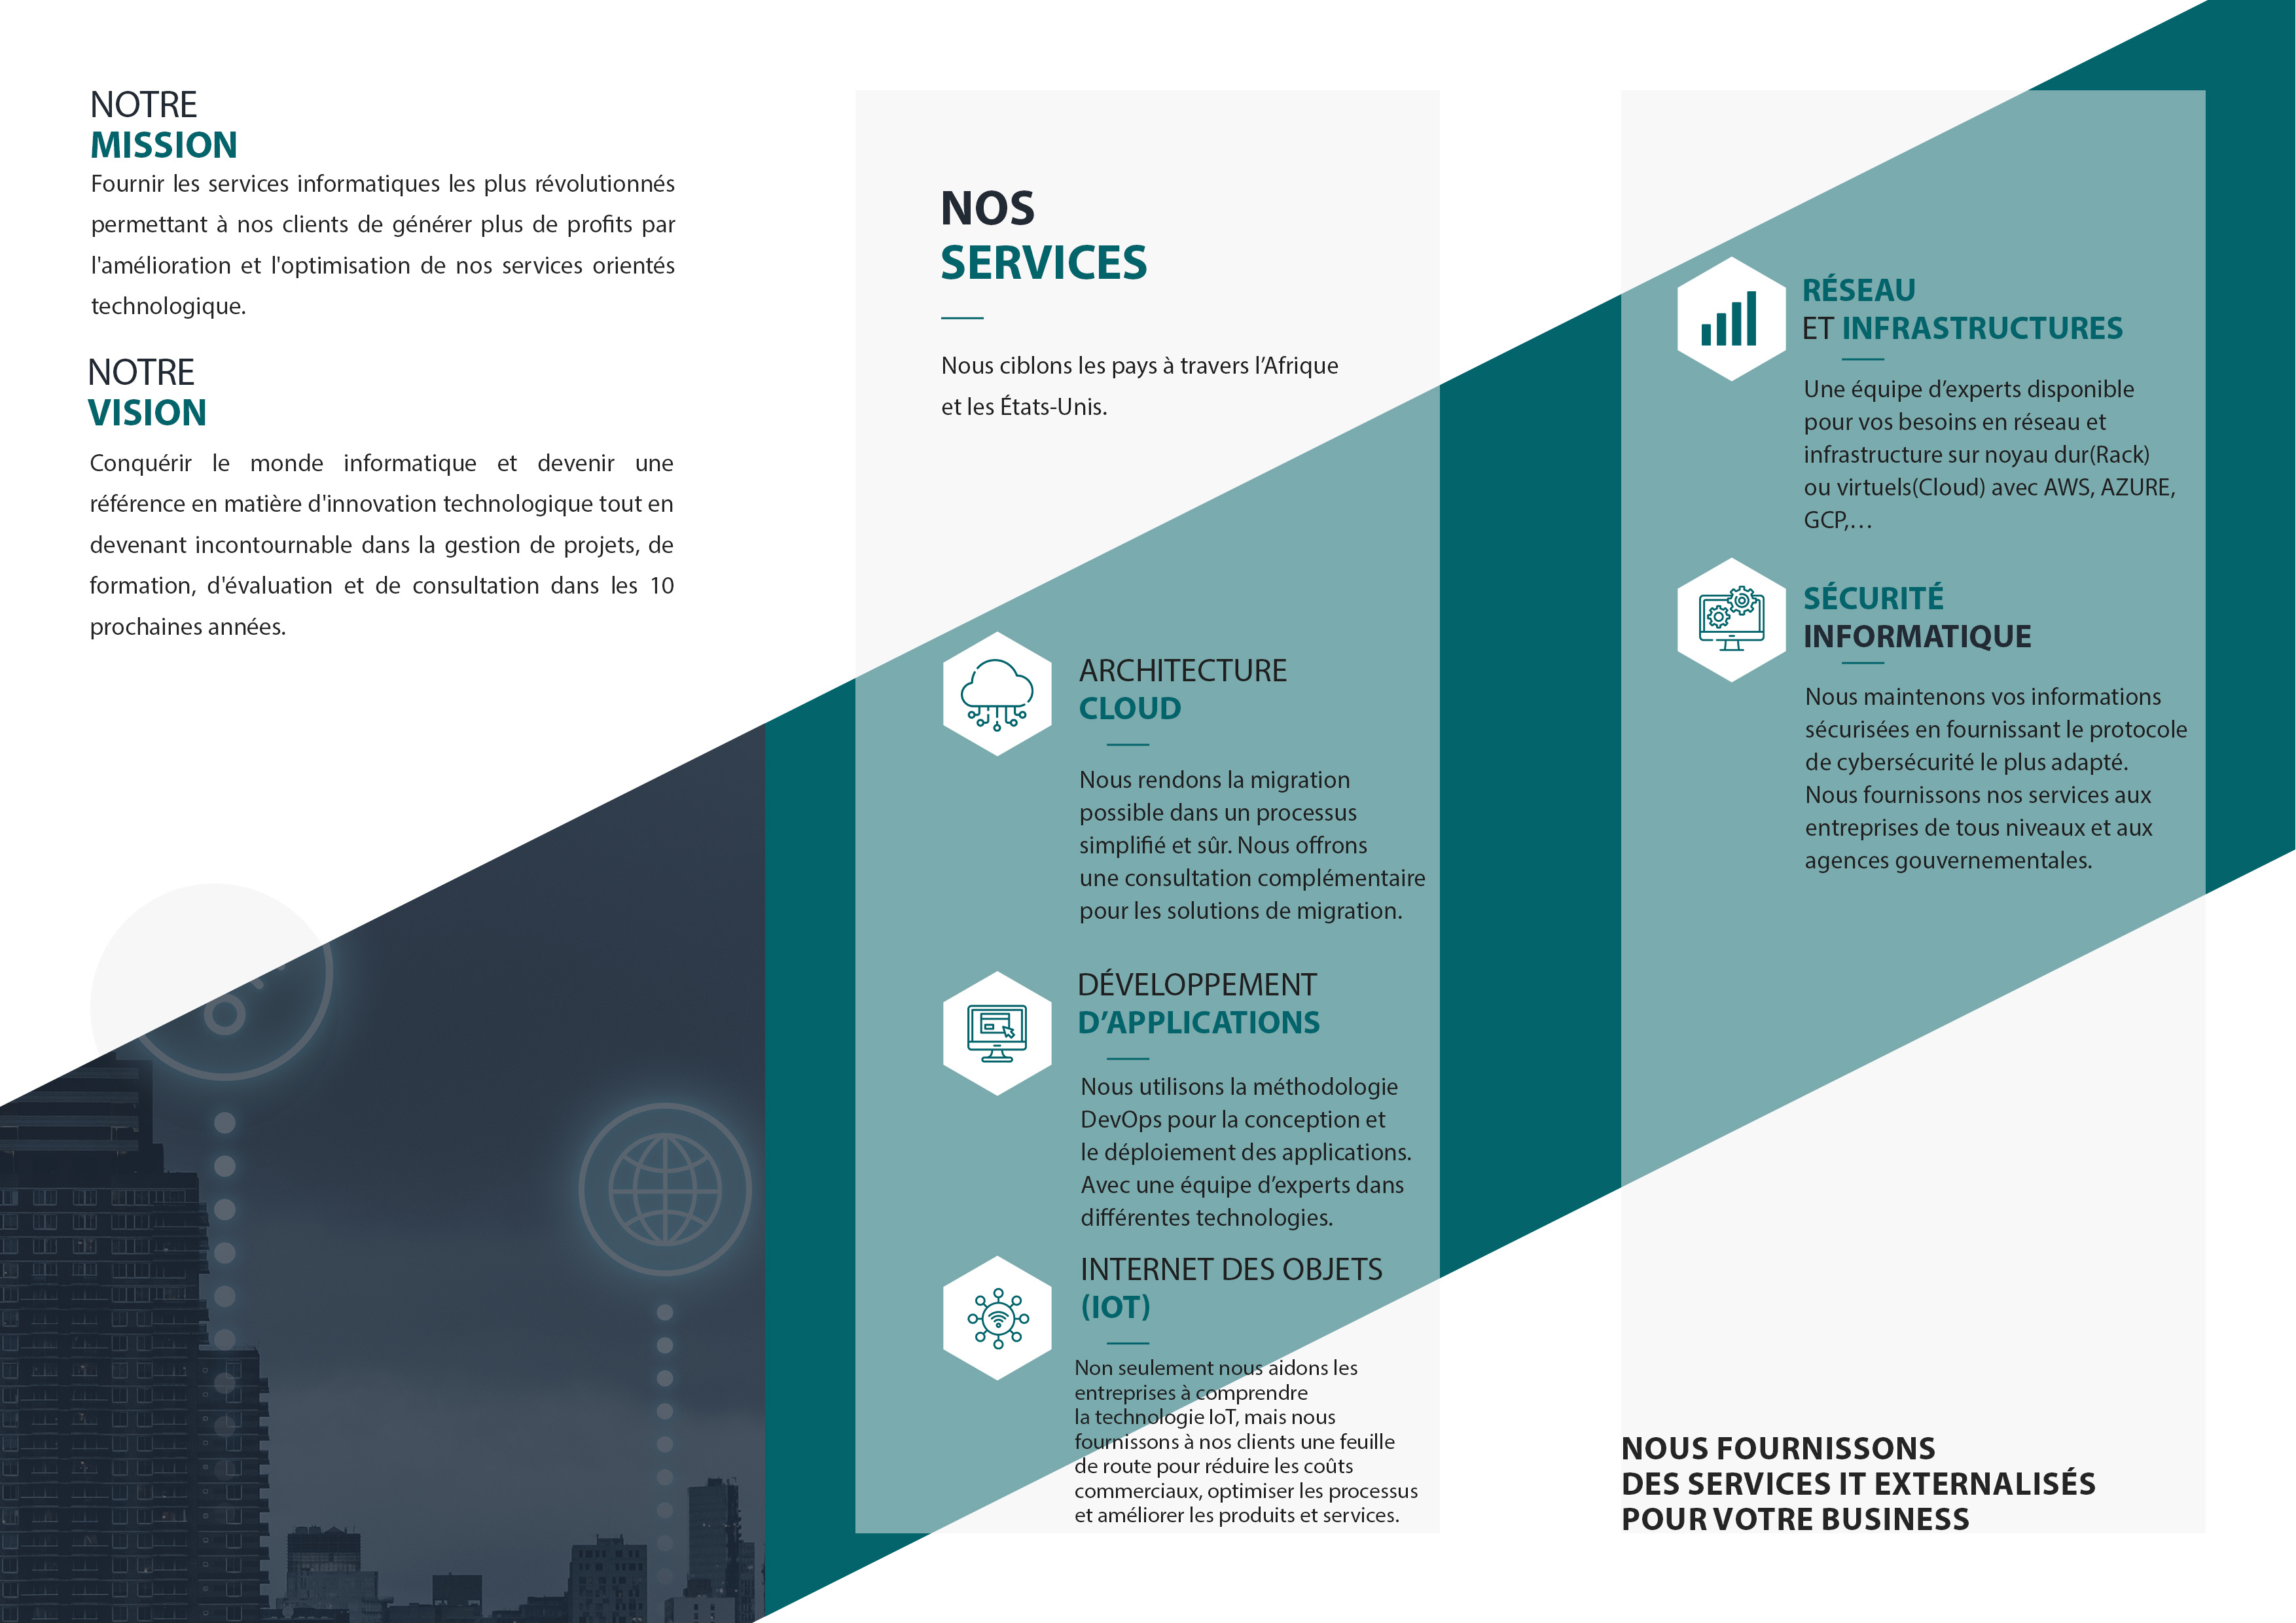 NOTRE
MISSION
Fournir les services informatiques les plus révolutionnés
permettant à nos clients de générer plus de profits par
l'amélioration et l'optimisation de nos services orientés
technologique.
NOTRE
VISION
Conquérir le monde informatique et devenir une
référence en matière d'innovation technologique tout en
devenant incontournable dans la gestion de projets, de
formation, d'évaluation et de consultation dans les 10
prochaines années.
NOS
SERVICES
Nous ciblons les pays à travers l’Afrique
et les États-Unis.
ARCHITECTURE
CLOUD
Nous rendons la migration
possible dans un processus
simplifié et sûr. Nous offrons
une consultation complémentaire
pour les solutions de migration.
DÉVELOPPEMENT
D’APPLICATIONS
Nous utilisons la méthodologie
DevOps pour la conception et
le déploiement des applications.
Avec une équipe d’experts dans
différentes technologies.
INTERNET DES OBJETS
(IOT)
Non seulement nous aidons les
entreprises à comprendre
la technologie IoT, mais nous
fournissons à nos clients une feuille
de route pour réduire les coûts
commerciaux, optimiser les processus
et améliorer les produits et services.
RÉSEAU
ET INFRASTRUCTURES
Une équipe d’experts disponible
pour vos besoins en réseau et
infrastructure sur noyau dur(Rack)
ou virtuels(Cloud) avec AWS, AZURE,
GCP,…
SÉCURITÉ
INFORMATIQUE
Nous maintenons vos informations
sécurisées en fournissant le protocole
de cybersécurité le plus adapté.
Nous fournissons nos services aux
entreprises de tous niveaux et aux
agences gouvernementales.
NOUS FOURNISSONS
DES SERVICES IT EXTERNALISÉS
POUR VOTRE BUSINESS